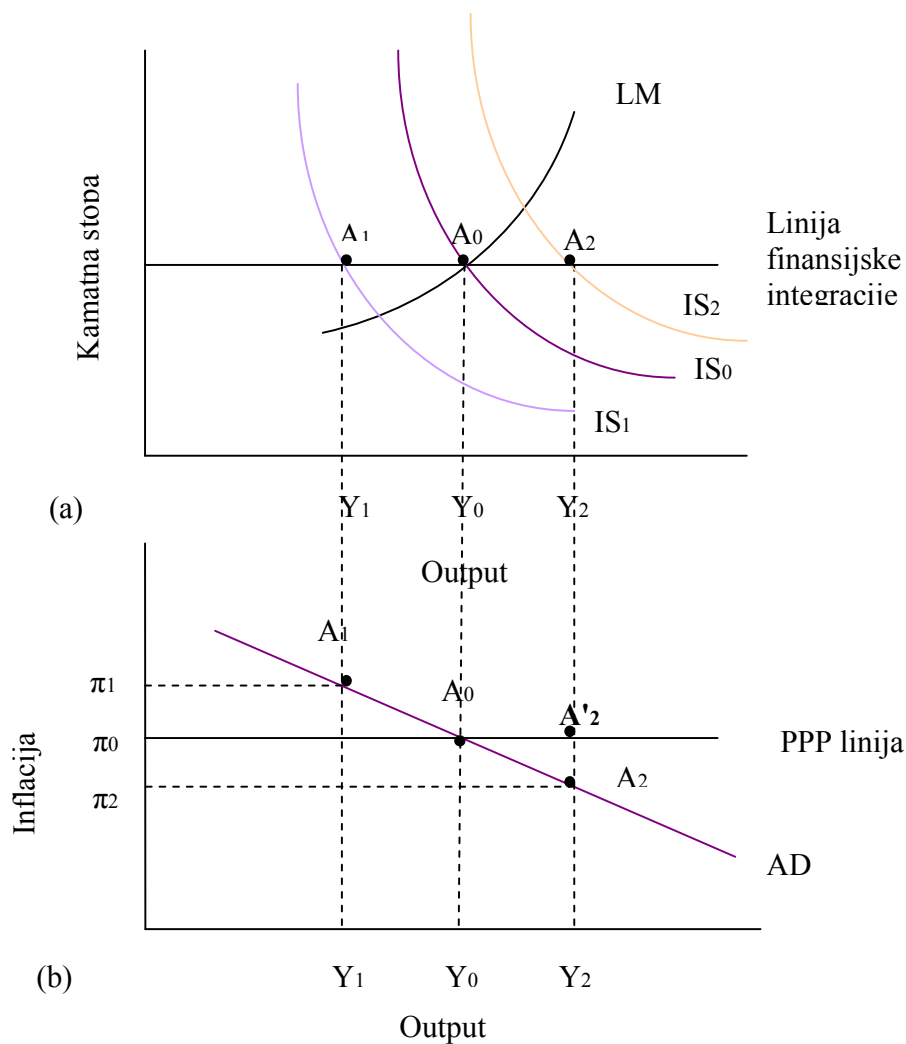 LM
Kamatna stopa
A₁
A₀
A₂
Linija
finansijske
integracije
IS₂
IS₀
IS₁
(a)
Y₁
Y₀
Y₂
Output
A₁
π₁
A₀
A'₂
π₀
PPP linija
A₂
π₂
Inflacija
AD
(b)
Y₁
Y₀
Y₂
Output